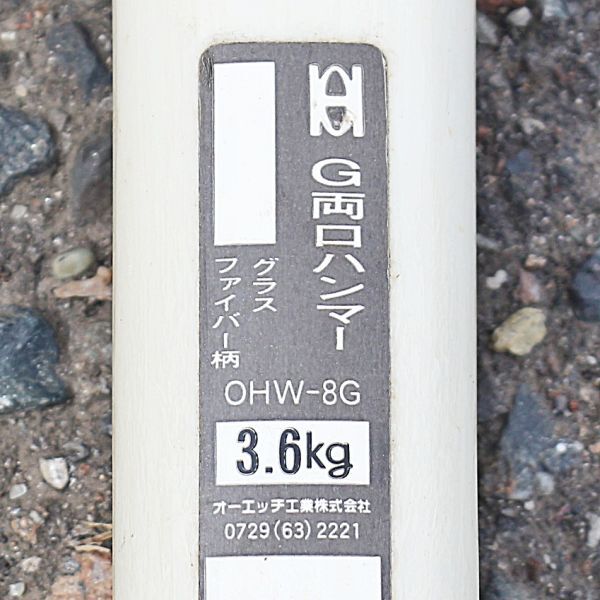 G両口ハンマー
グラス
ファイバー柄
OHW-8G
3.6kg
オーエッチ工業株式会社
0729(63)2221